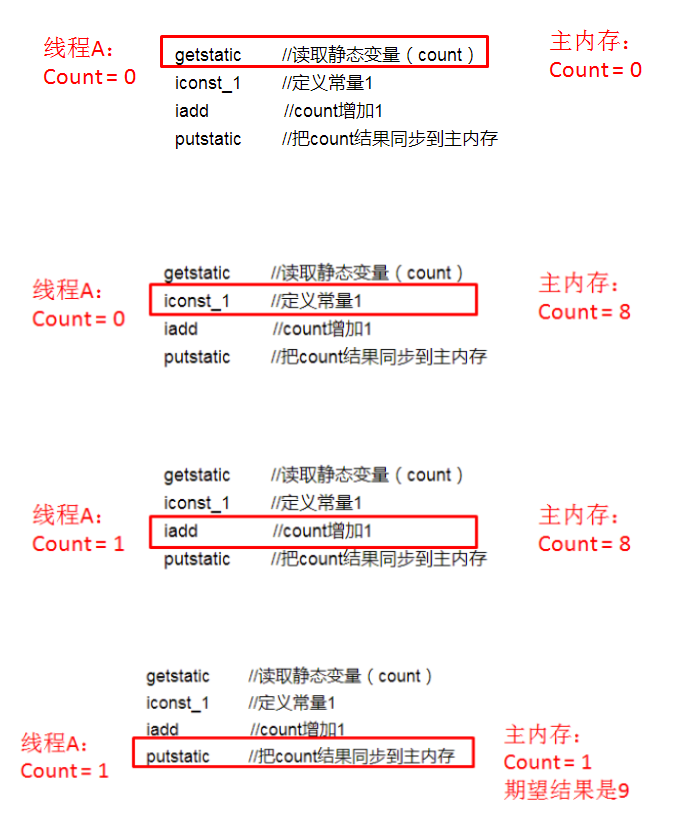 线程A：
Count = 0
getstatic //读取静态变量（count）
iconst_1 //定义常量1
iadd //count增加1
putstatic //把count结果同步到主内存
主内存：
Count = 0
线程A：
Count = 0
getstatic //读取静态变量（count）
iconst_1 //定义常量1
iadd //count增加1
putstatic //把count结果同步到主内存
主内存：
Count = 8
线程A：
Count = 1
getstatic //读取静态变量（count）
iconst_1 //定义常量1
iadd //count增加1
putstatic //把count结果同步到主内存
主内存：
Count = 8
线程A：
Count = 1
getstatic //读取静态变量（count）
iconst_1 //定义常量1
iadd //count增加1
putstatic //把count结果同步到主内存
主内存：
Count = 1
期望结果是9